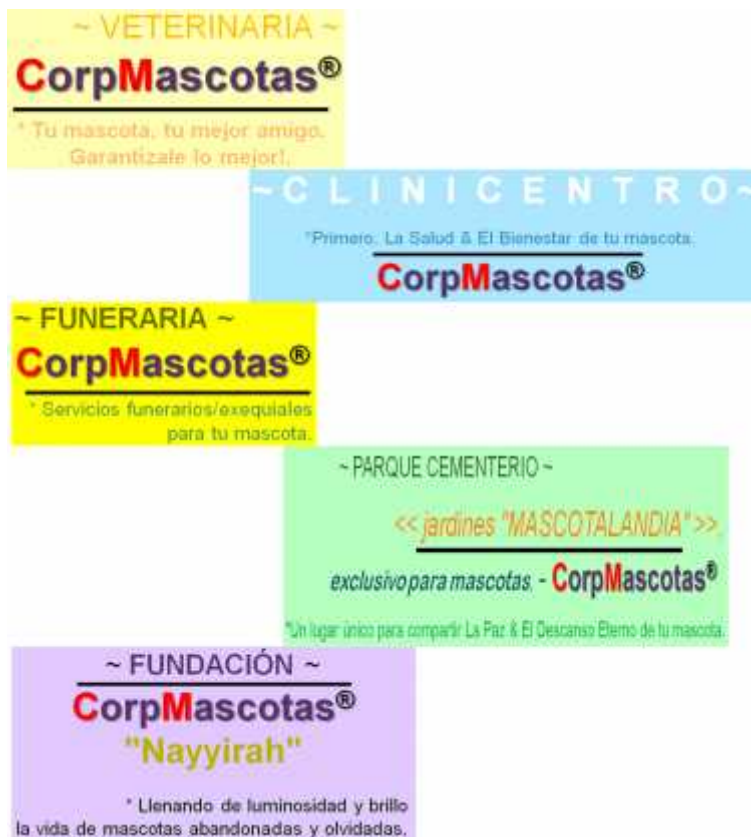 ~ VETERINARIA ~
CorpMascotas®
* Tu mascota, tu mejor amigo.
Garantizale lo mejor!.
~ C L I N I C E N T R O ~
*Primero, La Salud & El Bienestar de tu mascota.
CorpMascotas®
~ FUNERARIA ~
CorpMascotas®
* Servicios funerarios/exequiales
para tu mascota.
~ PARQUE CEMENTERIO ~
<< jardines "MASCOTALANDIA" >>.
exclusivo para mascotas. - CorpMascotas®
*Un lugar único para compartir La Paz & El Descanso Eterno de tu mascota.
~ FUNDACIÓN ~
CorpMascotas®
"Nayyirah"
* Llenando de luminosidad y brillo
la vida de mascotas abandonadas y olvidadas.